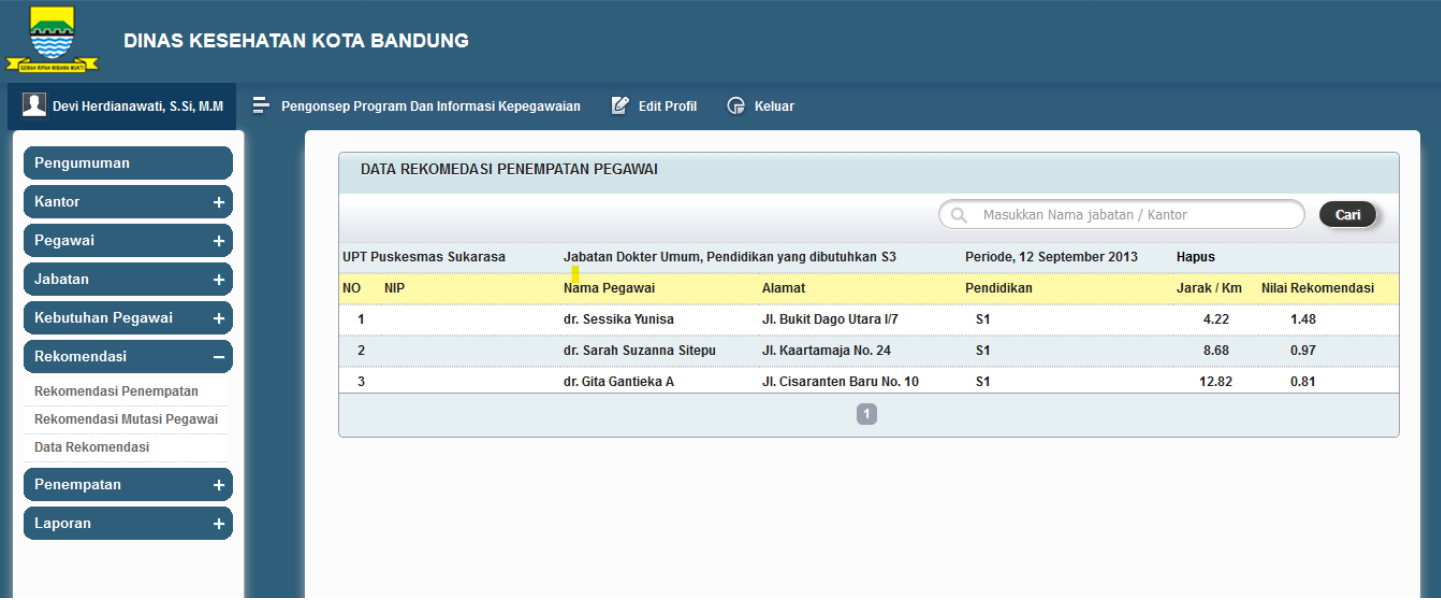 DINAS KESEHATAN KOTA BANDUNG
Devi Herdianawati, S.Si, M.M
Pengonsep Program Dan Informasi Kepegawaian
Edit Profil
Keluar
Pengumuman
Kantor +
Pegawai +
Jabatan +
Kebutuhan Pegawai +
Rekomendasi –
Rekomendasi Penempatan
Rekomendasi Mutasi Pegawai
Data Rekomendasi
Penempatan +
Laporan +
DATA REKOMEDASI PENEMPATAN PEGAWAI
Masukkan Nama jabatan / Kantor
Cari
UPT Puskesmas Sukarasa Jabatan Dokter Umum, Pendidikan yang dibutuhkan S3 Periode, 12 September 2013 Hapus
NO NIP Nama Pegawai Alamat Pendidikan Jarak / Km Nilai Rekomendasi
1 dr. Sessika Yunisa Jl. Bukit Dago Utara I/7 S1 4.22 1.48
2 dr. Sarah Suzanna Sitepu Jl. Kaartamaja No. 24 S1 8.68 0.97
3 dr. Gita Gantieka A Jl. Cisaranten Baru No. 10 S1 12.82 0.81
1